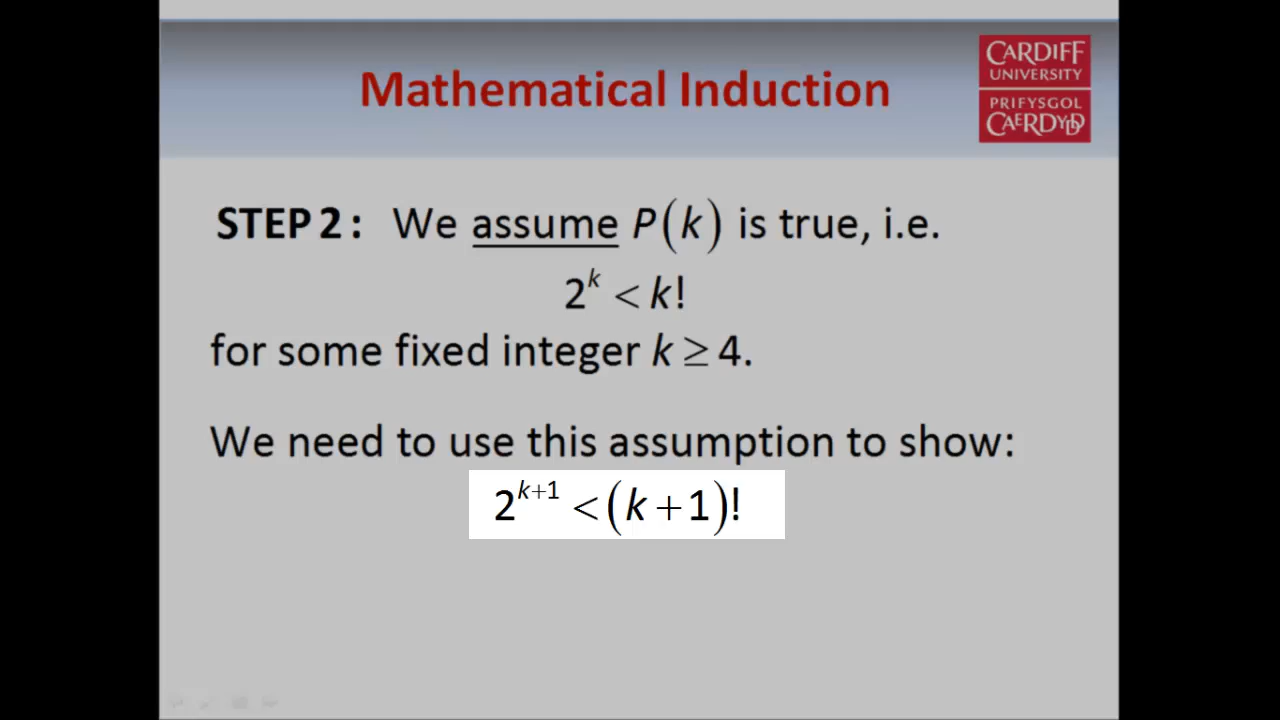 Mathematical Induction
CARDIFF
UNIVERSITY
PRIFYSGOL
CAERDYDD
STEP 2 : We assume P(k) is true, i.e.
2^k < k!
for some fixed integer k ≥ 4.
We need to use this assumption to show:
2^{k+1} < (k + 1)!